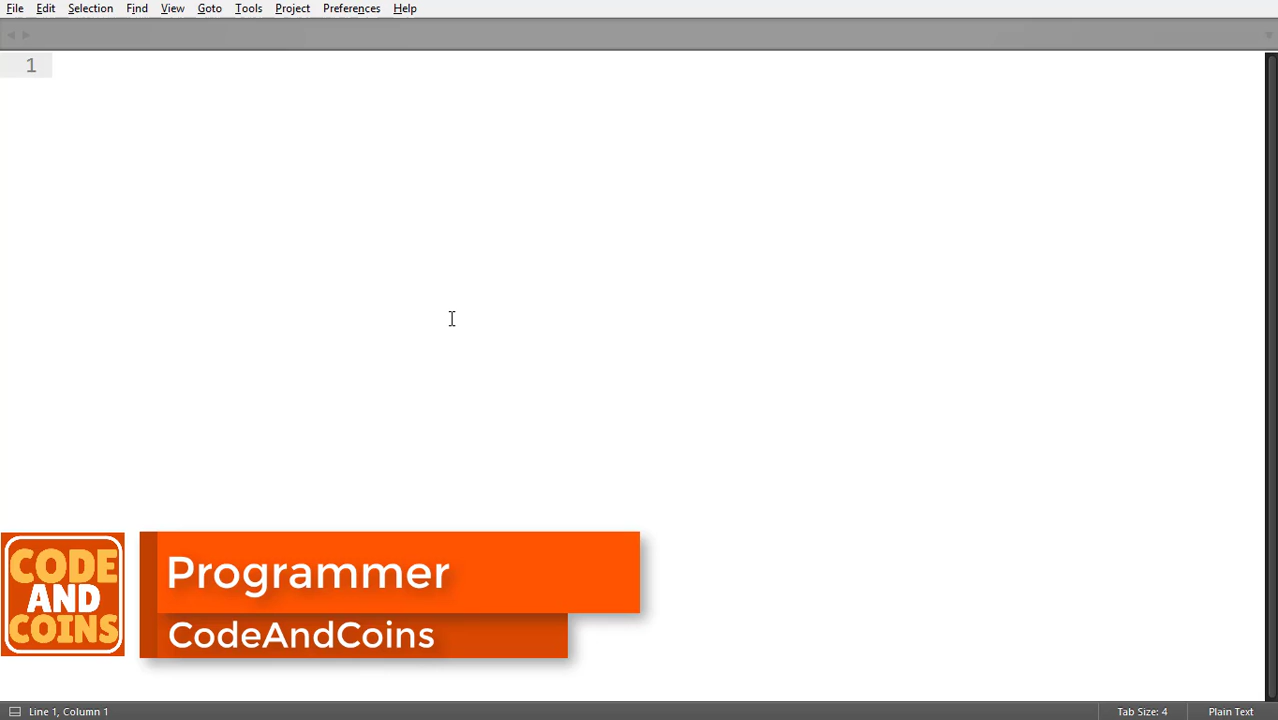 File Edit Selection Find View Goto Tools Project Preferences Help
1
CODE
AND
COINS
Programmer
CodeAndCoins
Line 1, Column 1 Tab Size: 4 Plain Text